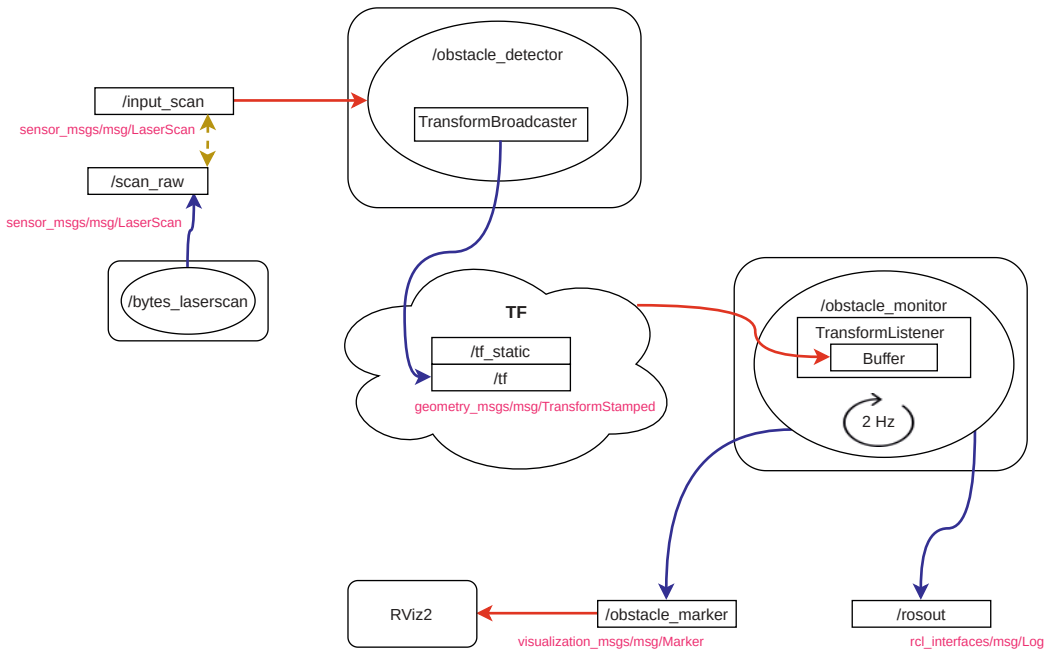 /obstacle_detector
TransformBroadcaster
/input_scan
sensor_msgs/msg/LaserScan
/scan_raw
sensor_msgs/msg/LaserScan
/bytes_laserscan
TF
/tf_static
/tf
geometry_msgs/msg/TransformStamped
/obstacle_monitor
TransformListener
Buffer
2 Hz
RViz2
/obstacle_marker
visualization_msgs/msg/Marker
/rosout
rcl_interfaces/msg/Log